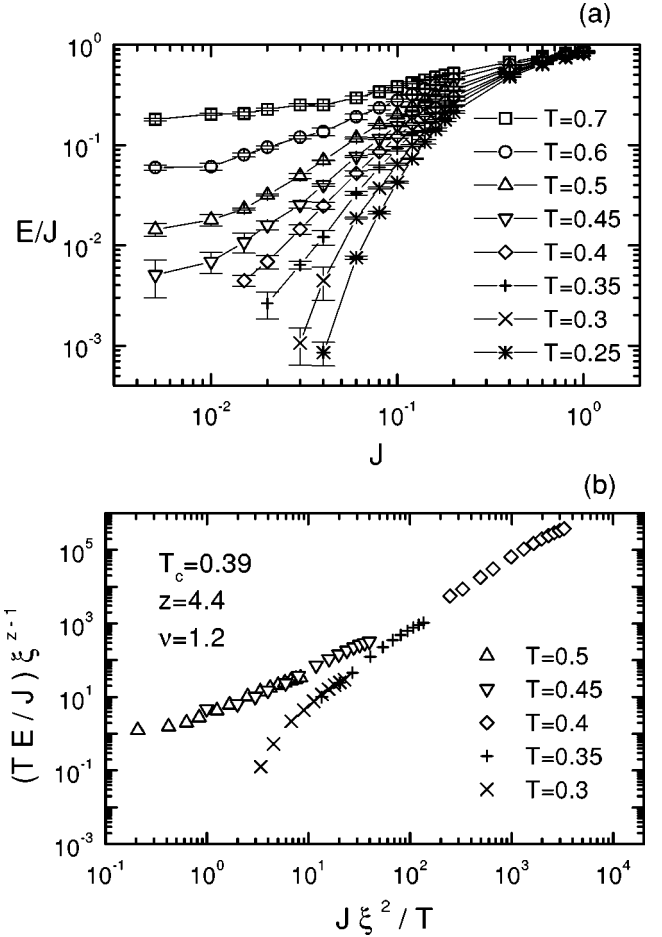 (a)
10^0
10^-1
10^-2
10^-3
E/J
T=0.7
T=0.6
T=0.5
T=0.45
T=0.4
T=0.35
T=0.3
T=0.25
10^-2 10^-1 10^0
J
(b)
10^5
10^3
10^1
10^-1
10^-3
(T E / J) ξ^z-1
T_c=0.39
z=4.4
ν=1.2
T=0.5
T=0.45
T=0.4
T=0.35
T=0.3
10^-1 10^0 10^1 10^2 10^3 10^4
J ξ^2 / T